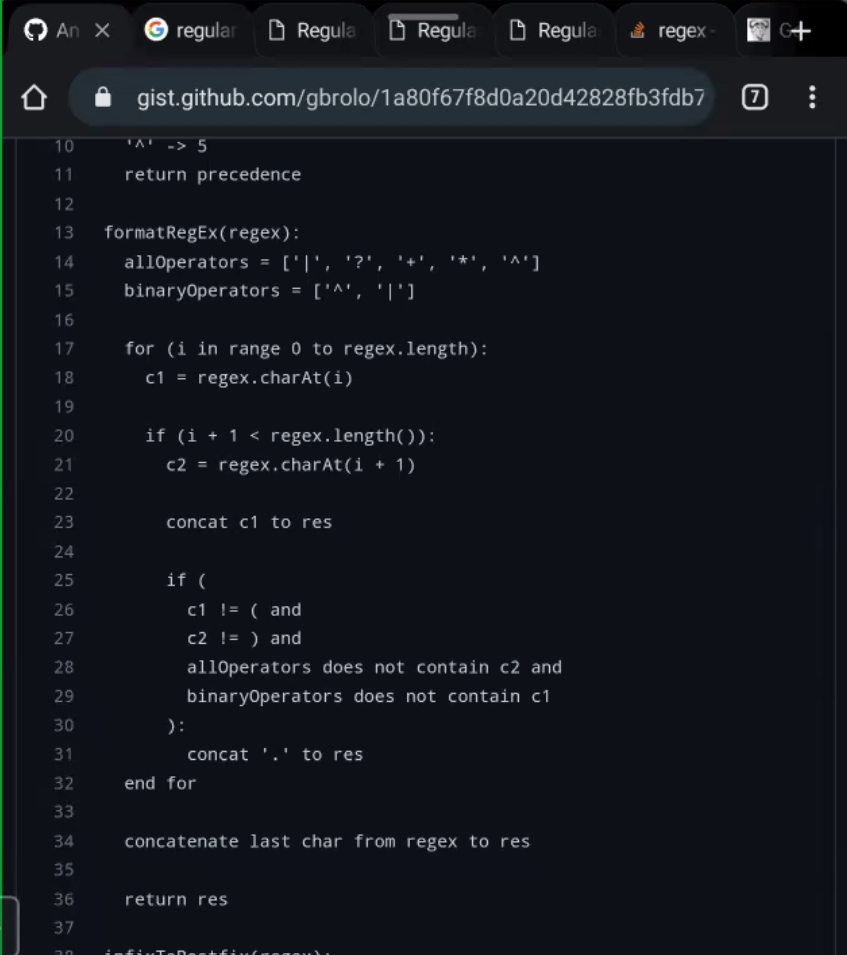 An
regular
Regula
Regula
Regula
regex-
G
gist.github.com/gbrolo/1a80f67f8d0a20d42828fb3fdb7
7
10 '^' -> 5
11 return precedence
12
13 formatRegEx(regex):
14 allOperators = ['|', '?', '+', '*', '^']
15 binaryOperators = ['^', '|']
16
17 for (i in range 0 to regex.length):
18 c1 = regex.charAt(i)
19
20 if (i + 1 < regex.length()):
21 c2 = regex.charAt(i + 1)
22
23 concat c1 to res
24
25 if (
26 c1 != ( and
27 c2 != ) and
28 allOperators does not contain c2 and
29 binaryOperators does not contain c1
30 ):
31 concat '.' to res
32 end for
33
34 concatenate last char from regex to res
35
36 return res
37
38 infixToPostfix(regex):